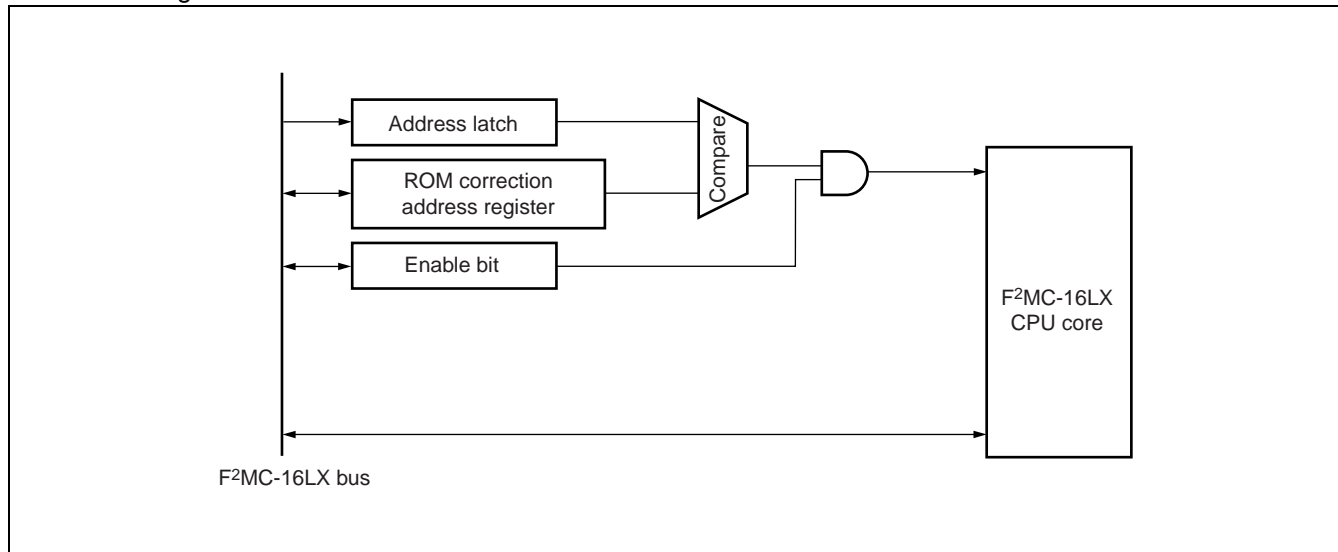 Address latch
ROM correction
address register
Enable bit
Compare
F²MC-16LX
CPU core
F²MC-16LX bus